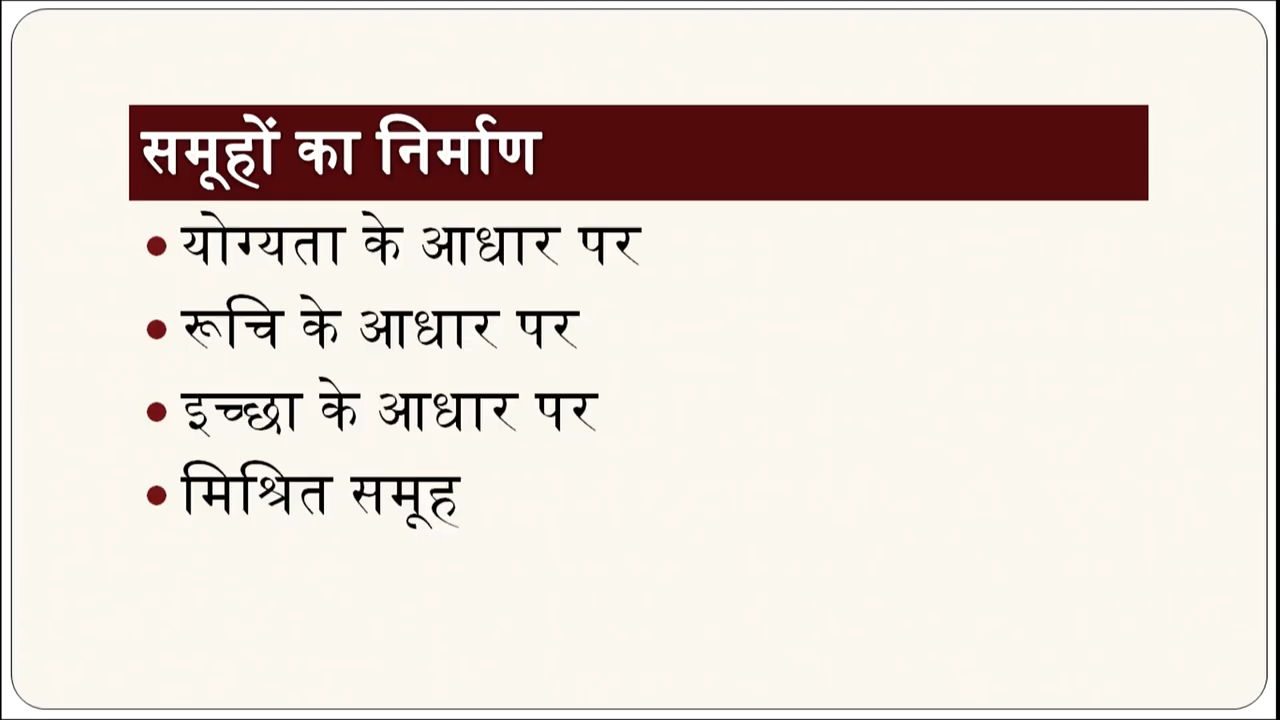 समूहों का निर्माण
• योग्यता के आधार पर
• रूचि के आधार पर
• इच्छा के आधार पर
• मिश्रित समूह